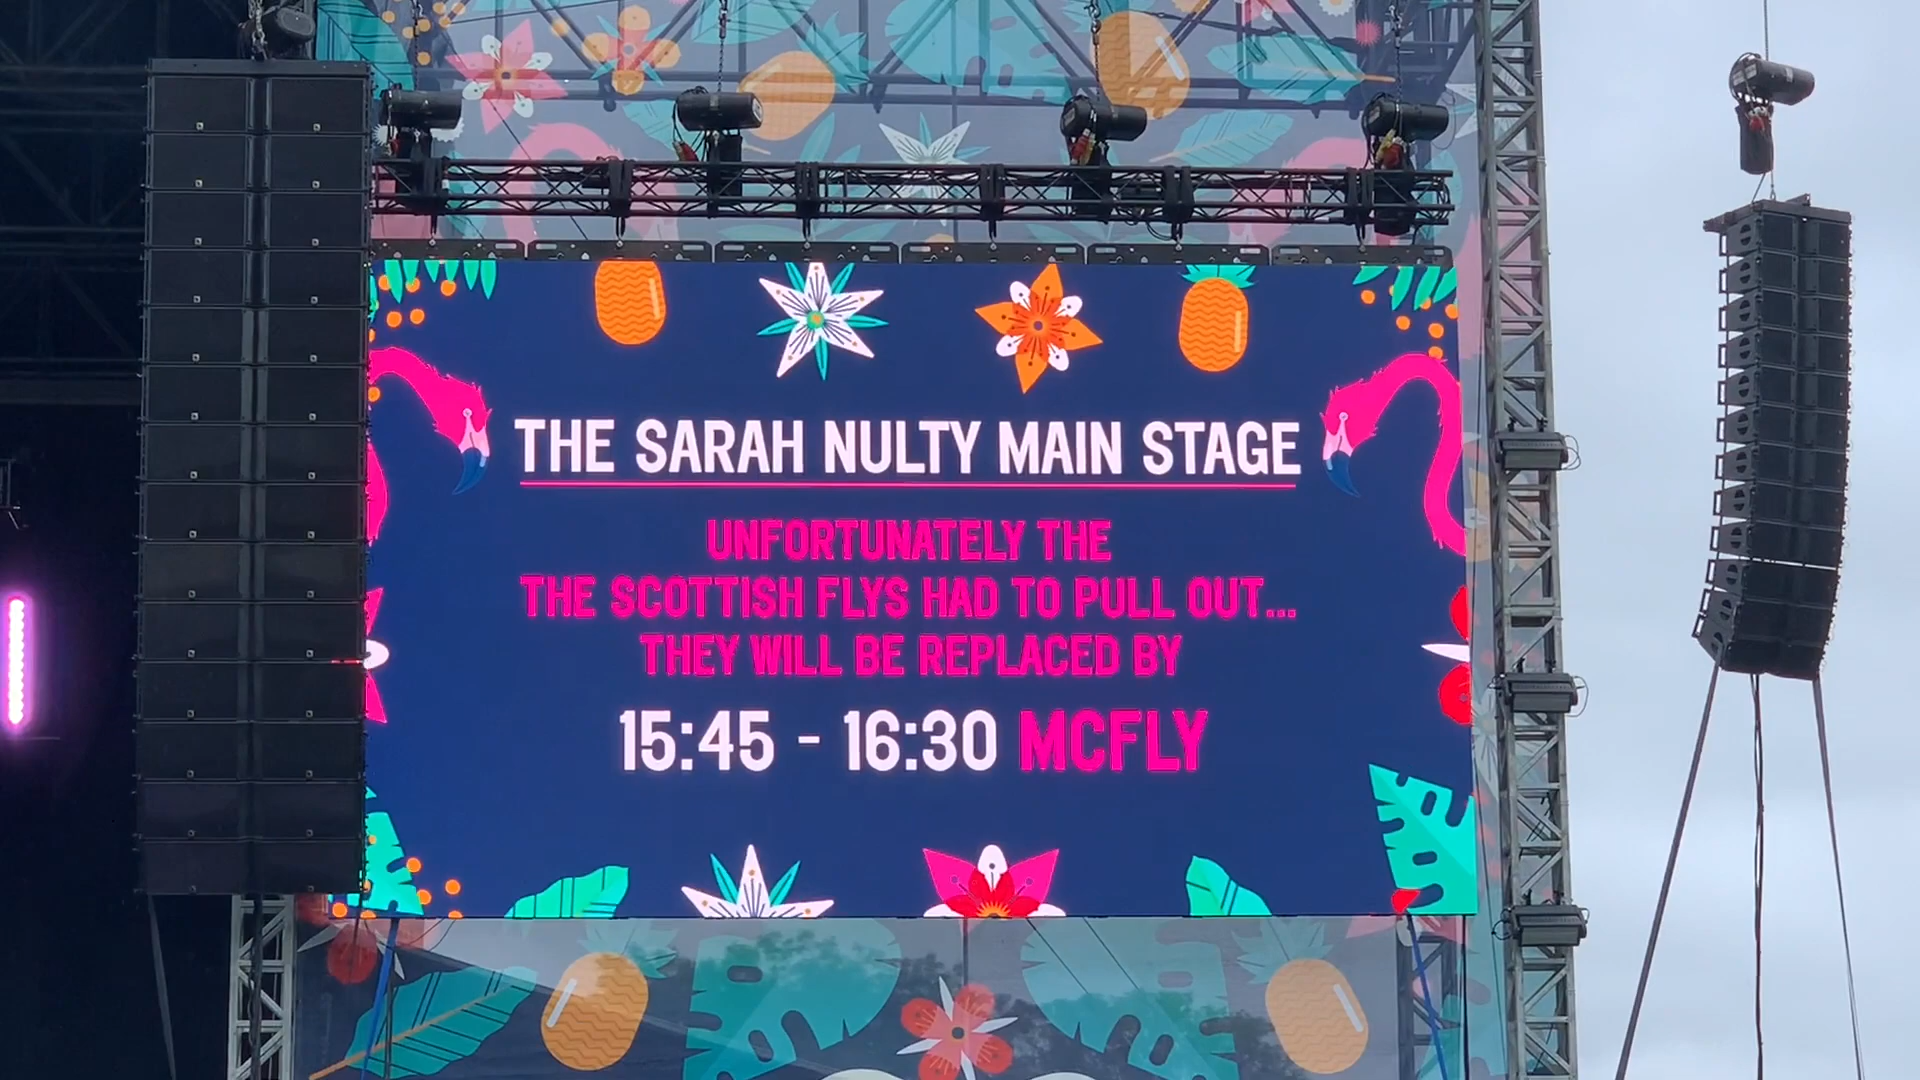 THE SARAH NULTY MAIN STAGE
UNFORTUNATELY THE
THE SCOTTISH FLYS HAD TO PULL OUT...
THEY WILL BE REPLACED BY
15:45 - 16:30 MCFLY